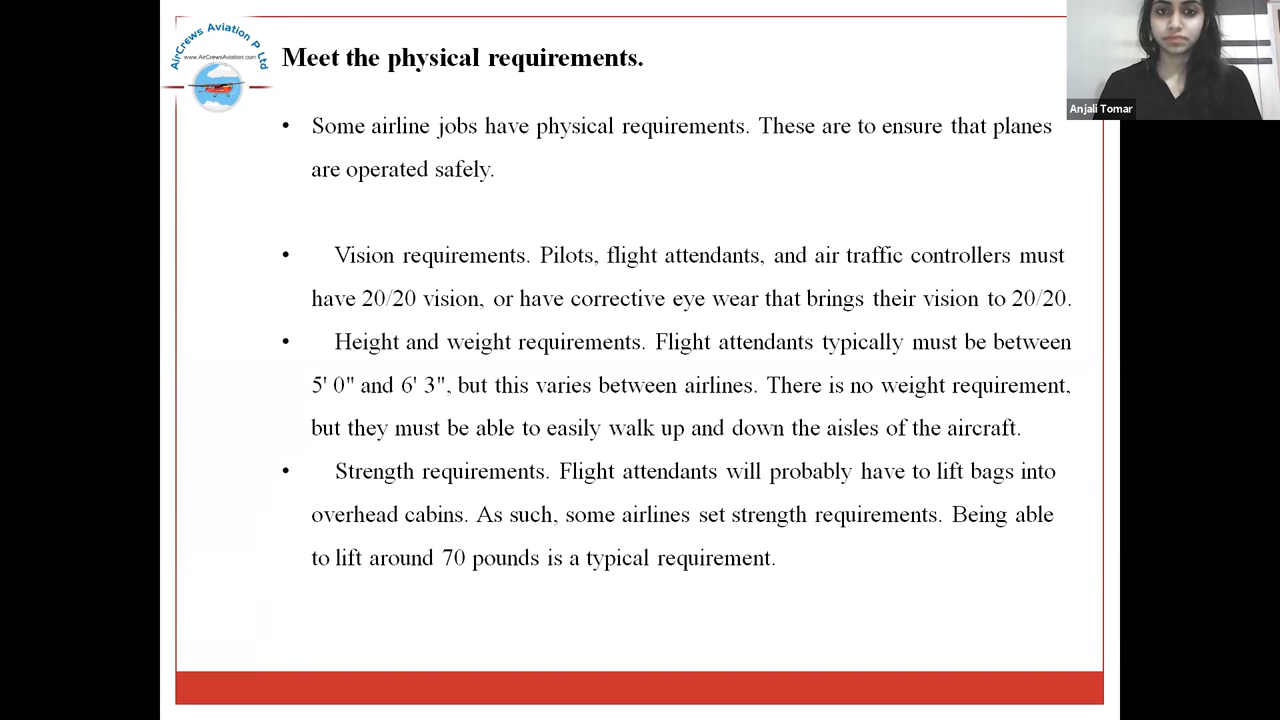 AirCrews Aviation P Ltd
www.AirCrewsAviation.com
Meet the physical requirements.
Anjali Tomar
• Some airline jobs have physical requirements. These are to ensure that planes
are operated safely.
• Vision requirements. Pilots, flight attendants, and air traffic controllers must
have 20/20 vision, or have corrective eye wear that brings their vision to 20/20.
• Height and weight requirements. Flight attendants typically must be between
5' 0" and 6' 3", but this varies between airlines. There is no weight requirement,
but they must be able to easily walk up and down the aisles of the aircraft.
• Strength requirements. Flight attendants will probably have to lift bags into
overhead cabins. As such, some airlines set strength requirements. Being able
to lift around 70 pounds is a typical requirement.